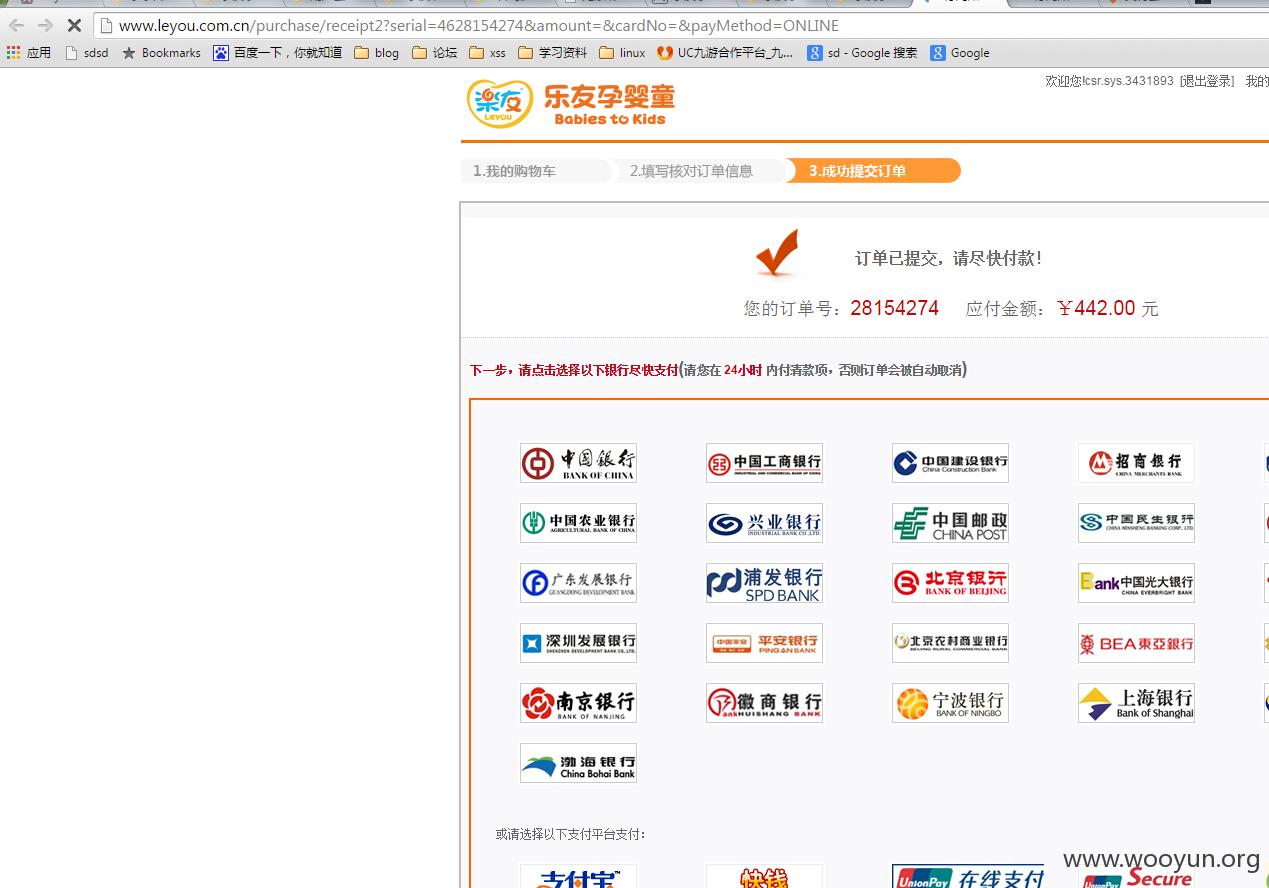 www.leyou.com.cn/purchase/receipt2?serial=4628154274&amount=&cardNo=&payMethod=ONLINE
应用 sdsd Bookmarks 百度一下，你就知道 blog 论坛 xss 学习资料 linux UC九游合作平台_九... sd - Google 搜索 Google
欢迎您!csr.sys.3431893 [退出登录] 我的
乐友 LeYou 乐友孕婴童
Babies to Kids
1.我的购物车 2.填写核对订单信息 3.成功提交订单
订单已提交，请尽快付款！
您的订单号： 28154274 应付金额： ￥442.00 元
下一步，请点击选择以下银行尽快支付(请您在 24小时 内付清款项，否则订单会被自动取消)
中国银行 BANK OF CHINA
中国工商银行 INDUSTRIAL AND COMMERCIAL BANK OF CHINA
中国建设银行 China Construction Bank
招商银行 CHINA MERCHANTS BANK
中国农业银行 AGRICULTURAL BANK OF CHINA
兴业银行 INDUSTRIAL BANK CO.,LTD.
中国邮政 CHINA POST
中国民生银行 CHINA MINSHENG BANKING CORP., LTD.
广东发展银行 GUANGDONG DEVELOPMENT BANK
浦发银行 SPD BANK
北京银行 BANK OF BEIJING
Bank 中国光大银行 CHINA EVERBRIGHT BANK
深圳发展银行 SHENZHEN DEVELOPMENT BANK CO.,LTD.
中国平安 平安银行 PINGAN BANK
北京农村商业银行 BEIJING RURAL COMMERCIAL BANK
BEA東亞銀行
南京银行 BANK OF NANJING
徽商银行 HUISHANG BANK
宁波银行 BANK OF NINGBO
上海银行 Bank of Shanghai
渤海银行 China Bohai Bank
或请选择以下支付平台支付：
支付宝 快钱 UnionPay 在线支付 UnionPay Secure
www.wooyun.org